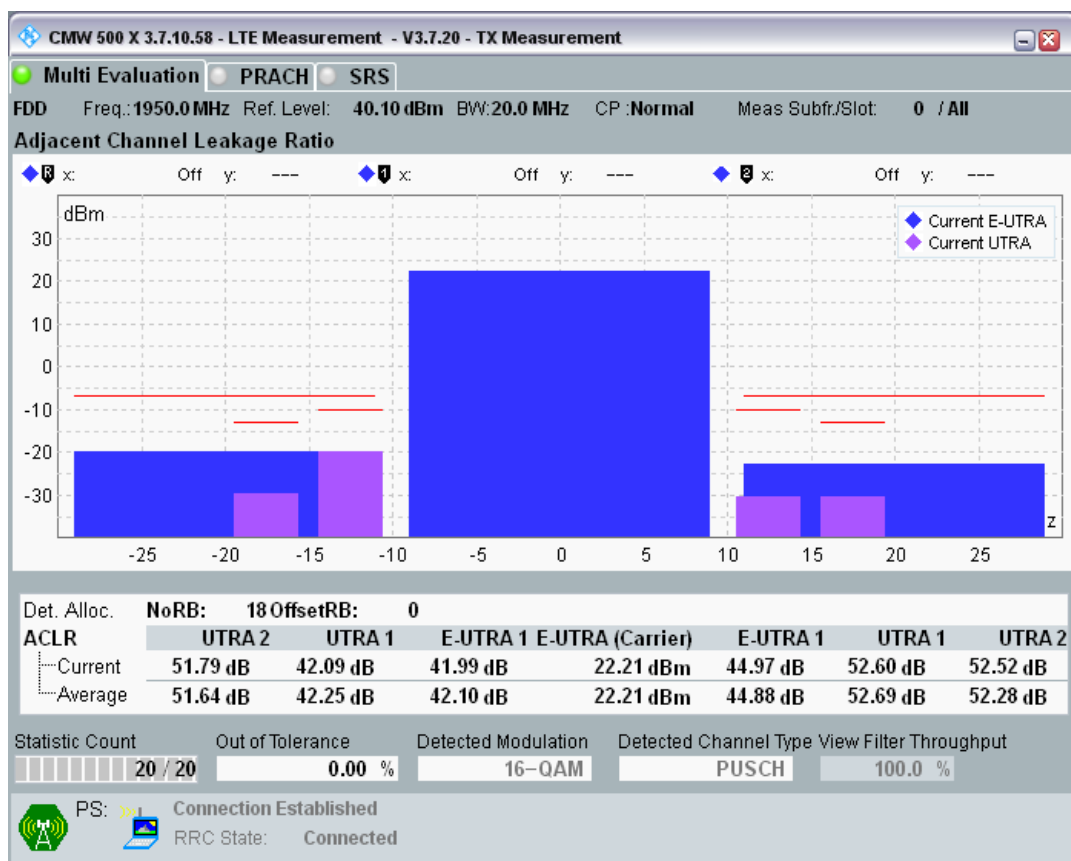 CMW 500 X 3.7.10.58 - LTE Measurement - V3.7.20 - TX Measurement
Multi Evaluation PRACH SRS
FDD Freq.: 1950.0 MHz Ref. Level: 40.10 dBm BW: 20.0 MHz CP : Normal Meas Subfr./Slot: 0 / All
Adjacent Channel Leakage Ratio
R x: Off y: --- 1 x: Off y: --- 2 x: Off y: ---
dBm
Current E-UTRA
Current UTRA
30
20
10
0
-10
-20
-30
z
-25 -20 -15 -10 -5 0 5 10 15 20 25
Det. Alloc. NoRB: 18 OffsetRB: 0
ACLR UTRA 2 UTRA 1 E-UTRA 1 E-UTRA (Carrier) E-UTRA 1 UTRA 1 UTRA 2
Current 51.79 dB 42.09 dB 41.99 dB 22.21 dBm 44.97 dB 52.60 dB 52.52 dB
Average 51.64 dB 42.25 dB 42.10 dB 22.21 dBm 44.88 dB 52.69 dB 52.28 dB
Statistic Count Out of Tolerance Detected Modulation Detected Channel Type View Filter Throughput
20 / 20 0.00 % 16-QAM PUSCH 100.0 %
PS: Connection Established
RRC State: Connected